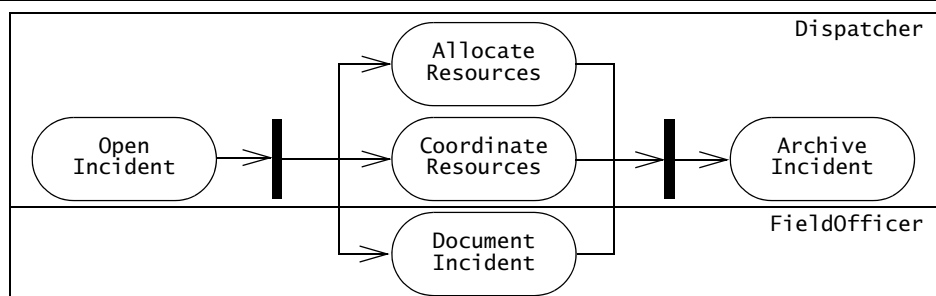 Dispatcher
Allocate
Resources
Open
Incident
Coordinate
Resources
Archive
Incident
FieldOfficer
Document
Incident